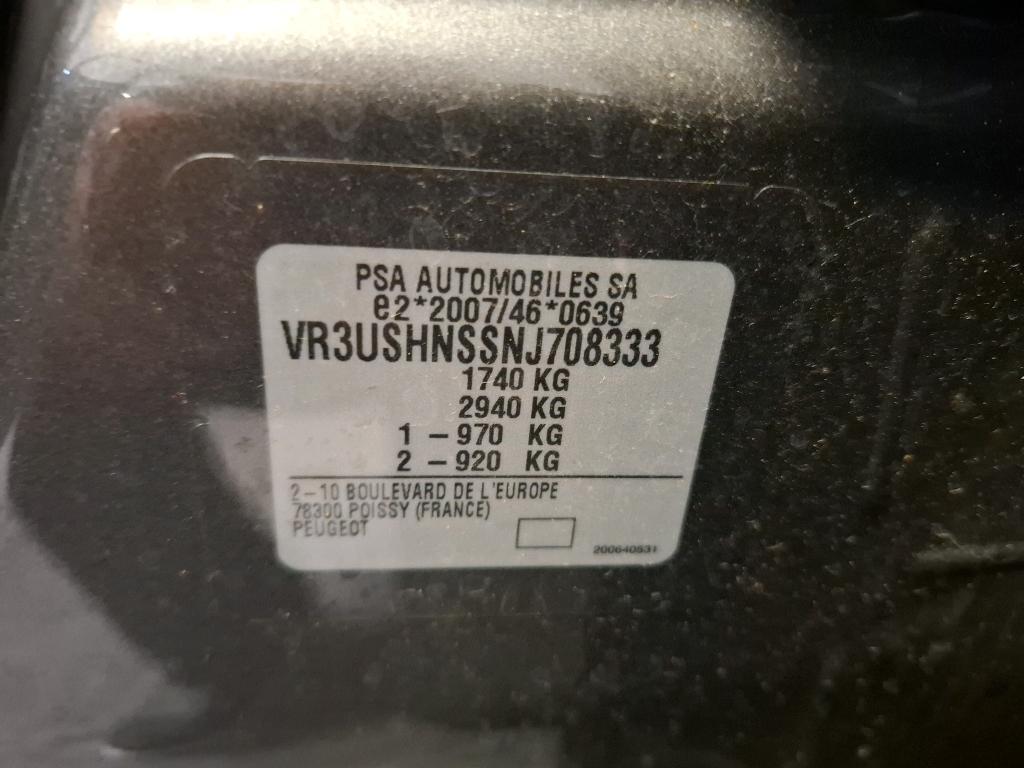 PSA AUTOMOBILES SA
e2*2007/46*0639
VR3USHNSSNJ708333
1740 KG
2940 KG
1 - 970 KG
2 - 920 KG
2-10 BOULEVARD DE L'EUROPE
78300 POISSY (FRANCE)
PEUGEOT
200640531